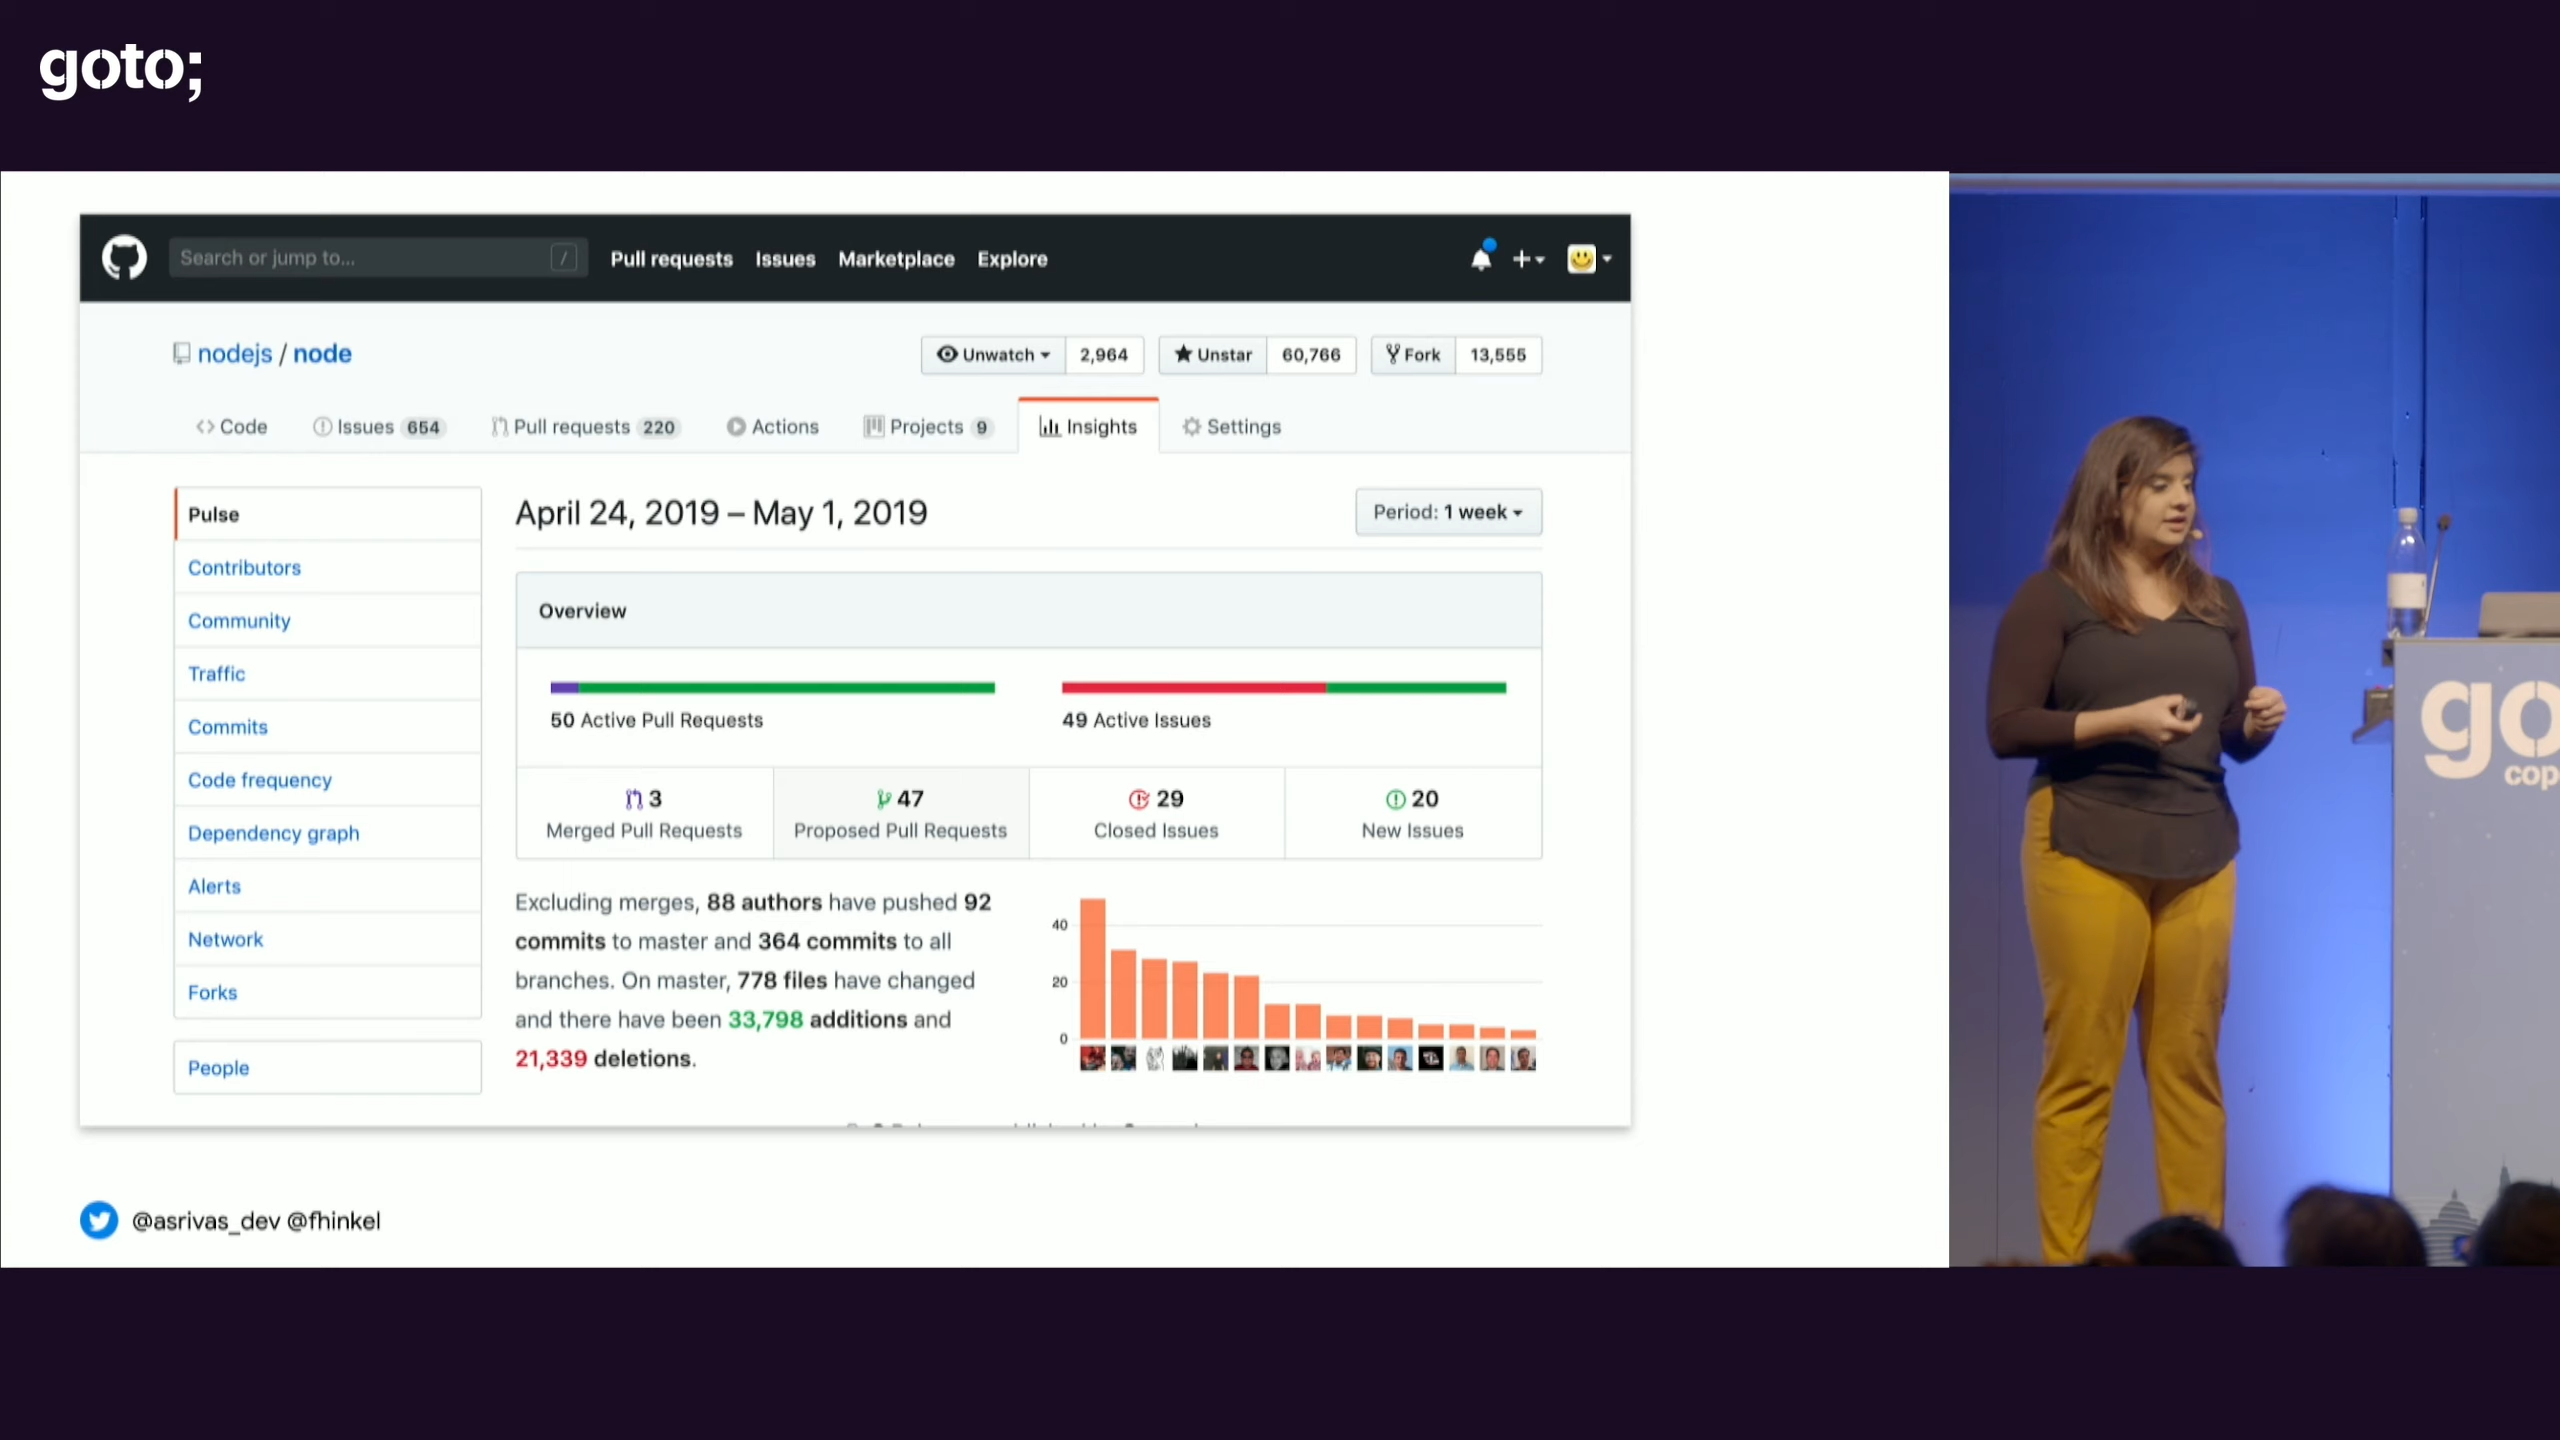 goto;
Search or jump to... /
Pull requests Issues Marketplace Explore
nodejs / node
Unwatch 2,964 Unstar 60,766 Fork 13,555
Code Issues 654 Pull requests 220 Actions Projects 9 Insights Settings
Pulse
Contributors
Community
Traffic
Commits
Code frequency
Dependency graph
Alerts
Network
Forks
People
April 24, 2019 – May 1, 2019
Period: 1 week
Overview
50 Active Pull Requests
49 Active Issues
3
Merged Pull Requests
47
Proposed Pull Requests
29
Closed Issues
20
New Issues
Excluding merges, 88 authors have pushed 92
commits to master and 364 commits to all
branches. On master, 778 files have changed
and there have been 33,798 additions and
21,339 deletions.
40
20
0
@asrivas_dev @fhinkel
go
cop